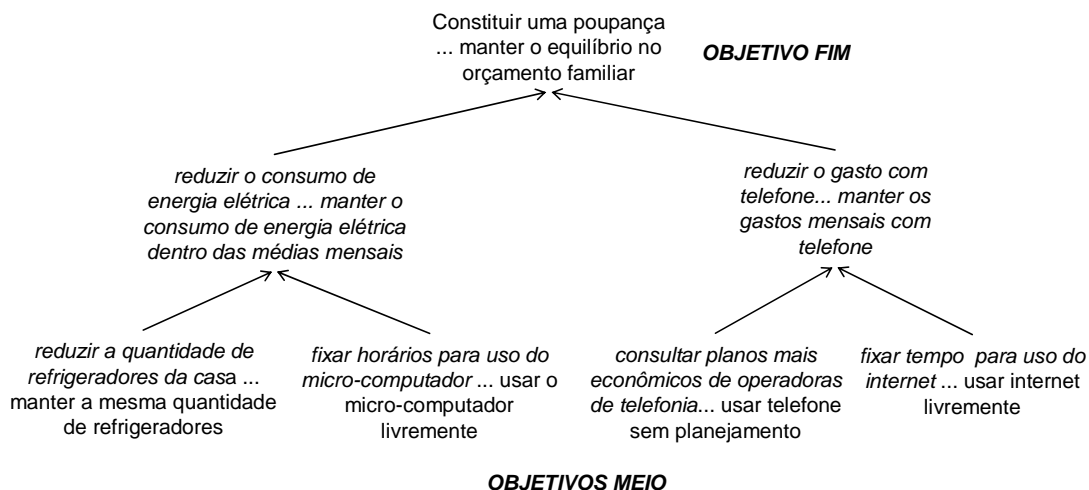 Constituir uma poupança
... manter o equilíbrio no
orçamento familiar
OBJETIVO FIM
reduzir o consumo de
energia elétrica ... manter o
consumo de energia elétrica
dentro das médias mensais
reduzir o gasto com
telefone... manter os
gastos mensais com
telefone
reduzir a quantidade de
refrigeradores da casa ...
manter a mesma quantidade
de refrigeradores
fixar horários para uso do
micro-computador ... usar o
micro-computador
livremente
consultar planos mais
econômicos de operadoras
de telefonia... usar telefone
sem planejamento
fixar tempo para uso do
internet ... usar internet
livremente
OBJETIVOS MEIO